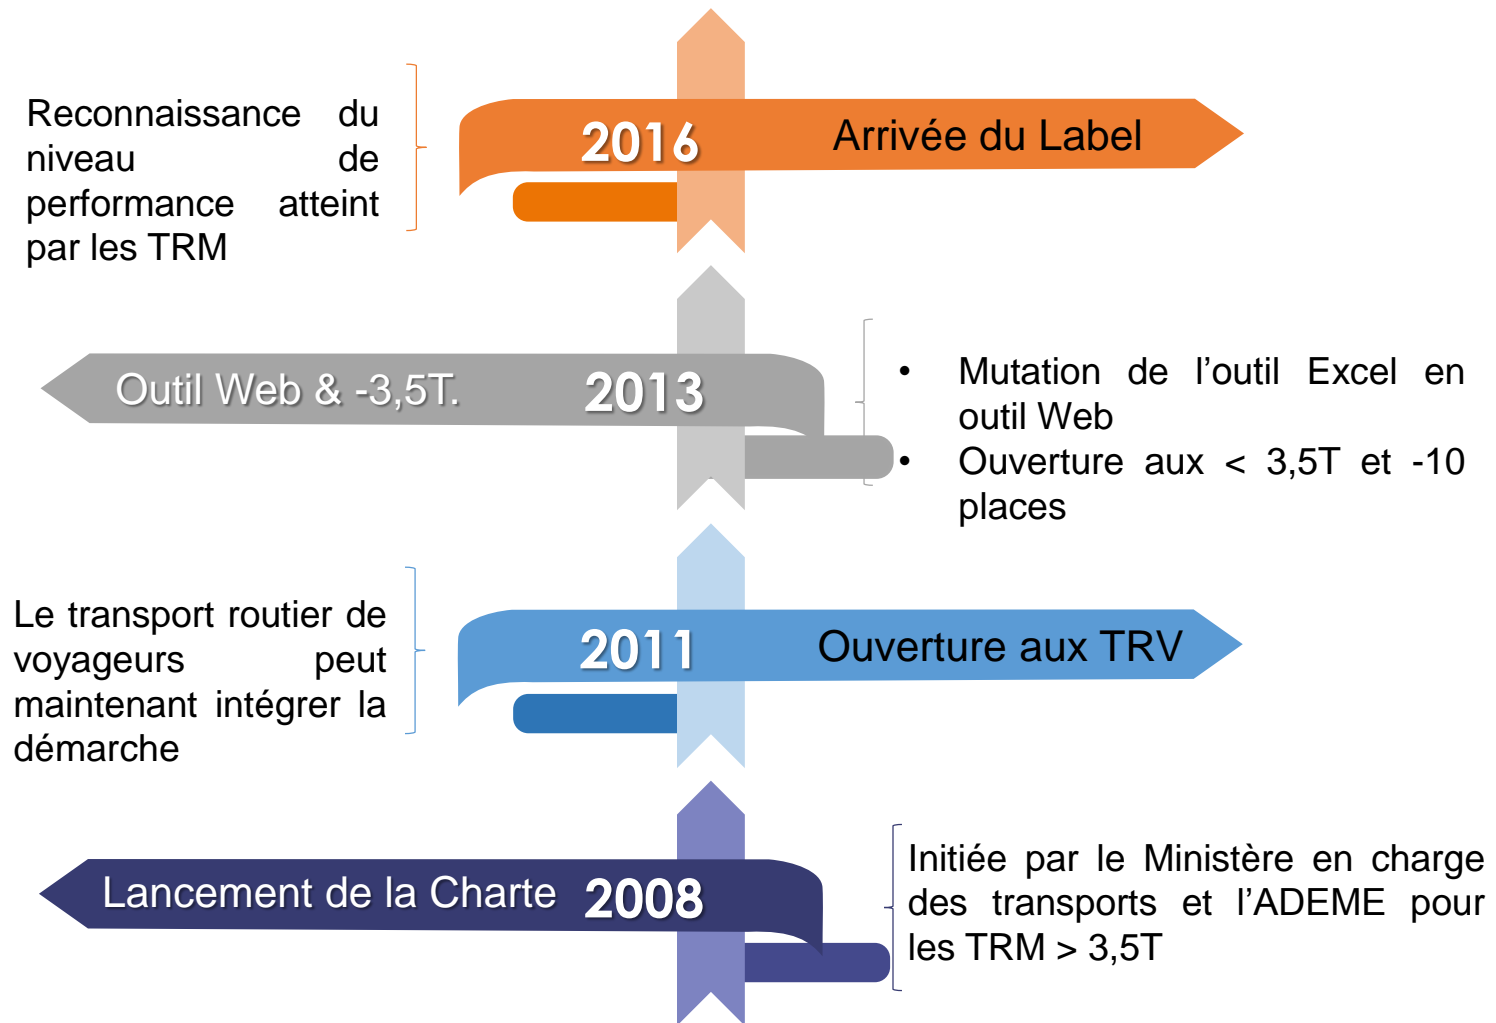 Reconnaissance du
niveau de
performance atteint
par les TRM
2016
Arrivée du Label
Outil Web & -3,5T.
2013
• Mutation de l’outil Excel en
outil Web
• Ouverture aux < 3,5T et -10
places
Le transport routier de
voyageurs peut
maintenant intégrer la
démarche
2011
Ouverture aux TRV
Lancement de la Charte
2008
Initiée par le Ministère en charge
des transports et l’ADEME pour
les TRM > 3,5T